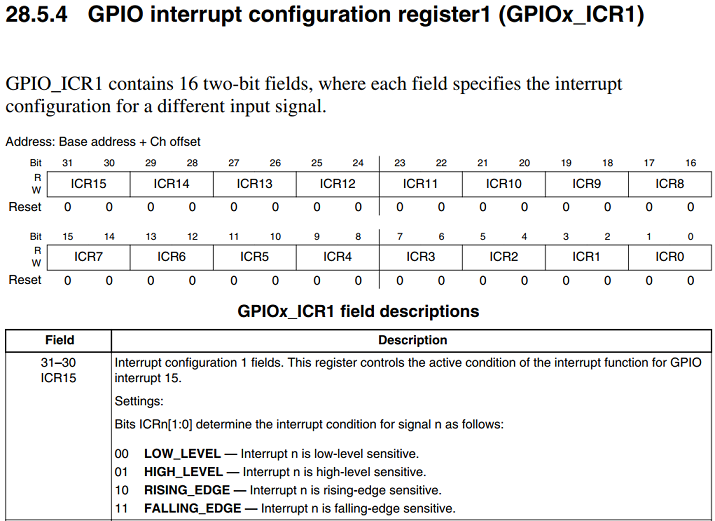 28.5.4 GPIO interrupt configuration register1 (GPIOx_ICR1)
GPIO_ICR1 contains 16 two-bit fields, where each field specifies the interrupt
configuration for a different input signal.
Address: Base address + Ch offset
Bit 31 30 29 28 27 26 25 24 23 22 21 20 19 18 17 16
R
W
ICR15 ICR14 ICR13 ICR12 ICR11 ICR10 ICR9 ICR8
Reset 0 0 0 0 0 0 0 0 0 0 0 0 0 0 0 0
Bit 15 14 13 12 11 10 9 8 7 6 5 4 3 2 1 0
R
W
ICR7 ICR6 ICR5 ICR4 ICR3 ICR2 ICR1 ICR0
Reset 0 0 0 0 0 0 0 0 0 0 0 0 0 0 0 0
GPIOx_ICR1 field descriptions
Field Description
31–30
ICR15
Interrupt configuration 1 fields. This register controls the active condition of the interrupt function for GPIO
interrupt 15.
Settings:
Bits ICRn[1:0] determine the interrupt condition for signal n as follows:
00 LOW_LEVEL — Interrupt n is low-level sensitive.
01 HIGH_LEVEL — Interrupt n is high-level sensitive.
10 RISING_EDGE — Interrupt n is rising-edge sensitive.
11 FALLING_EDGE — Interrupt n is falling-edge sensitive.